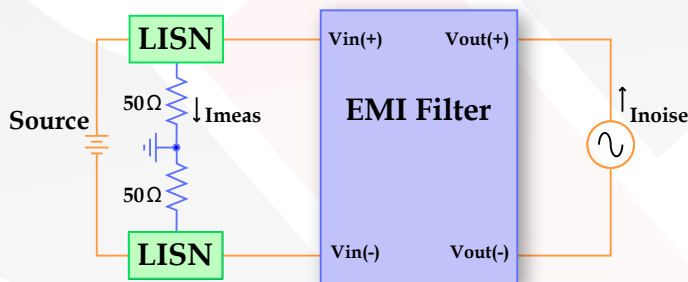 LISN
Vin(+)
Vout(+)
50Ω
Imeas
EMI Filter
Source
Inoise
50Ω
LISN
Vin(-)
Vout(-)